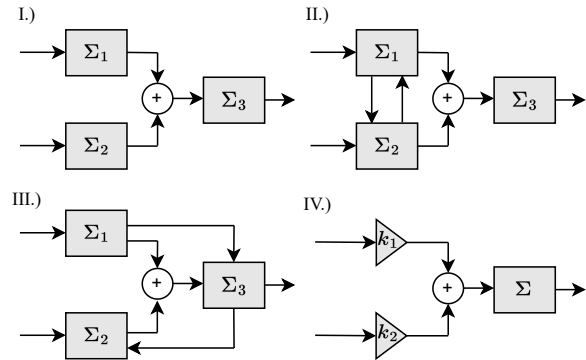 I.) II.)
Σ₁ Σ₁
+ Σ₃ + Σ₃
Σ₂ Σ₂
III.) IV.)
Σ₁ k₁
+ Σ₃ + Σ
Σ₂ k₂